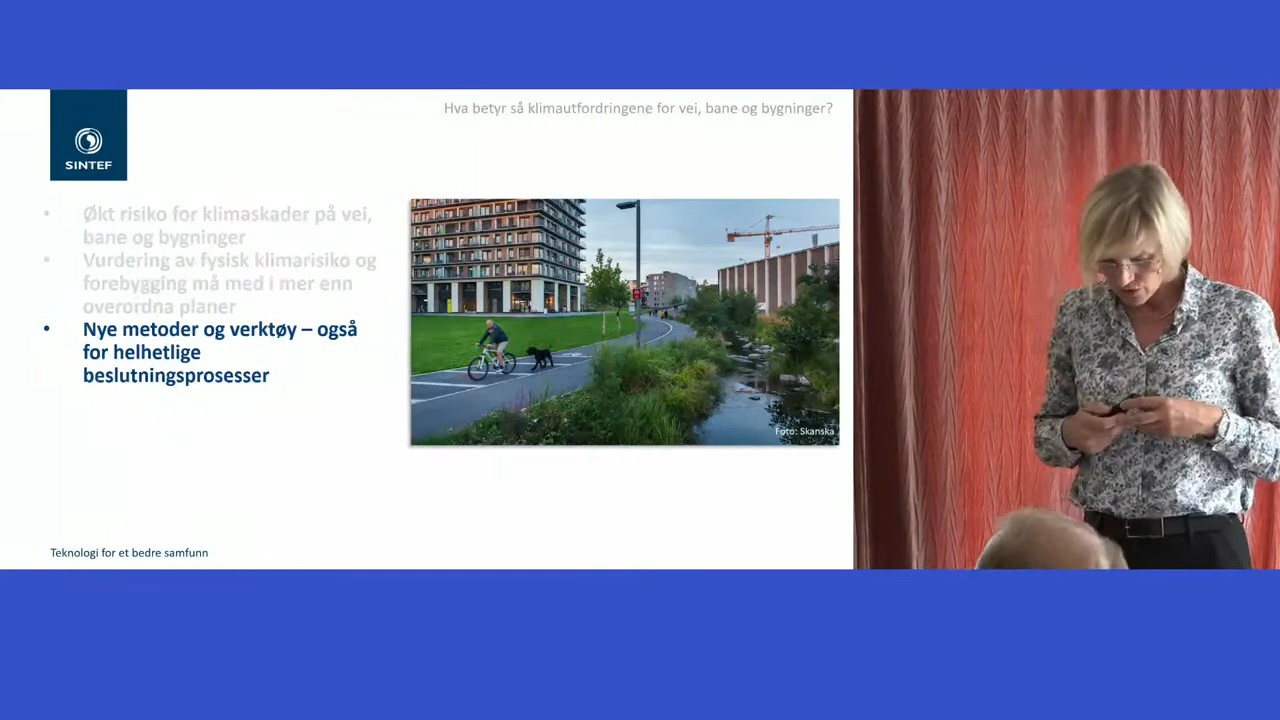 Hva betyr så klimautfordringene for vei, bane og bygninger?
SINTEF
• Økt risiko for klimaskader på vei,
bane og bygninger
• Vurdering av fysisk klimarisiko og
forebygging må med i mer enn
overordna planer
• Nye metoder og verktøy – også
for helhetlige
beslutningsprosesser
Foto: Skanska
Teknologi for et bedre samfunn